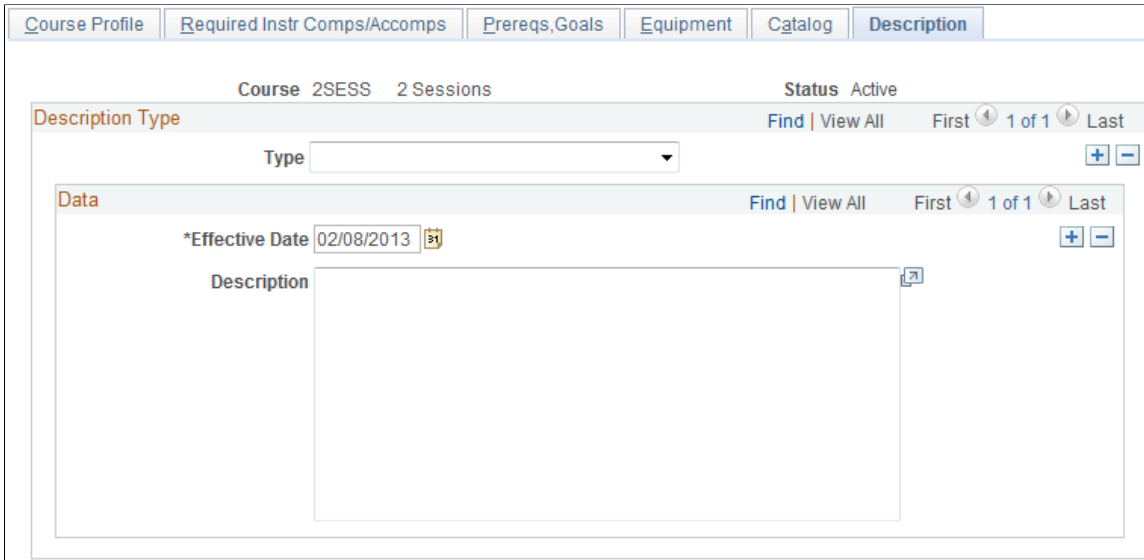 Course Profile Required Instr Comps/Accomps Prereqs,Goals Equipment Catalog Description
Course 2SESS 2 Sessions Status Active
Description Type Find | View All First 1 of 1 Last
Type
Data Find | View All First 1 of 1 Last
*Effective Date 02/08/2013 31
Description